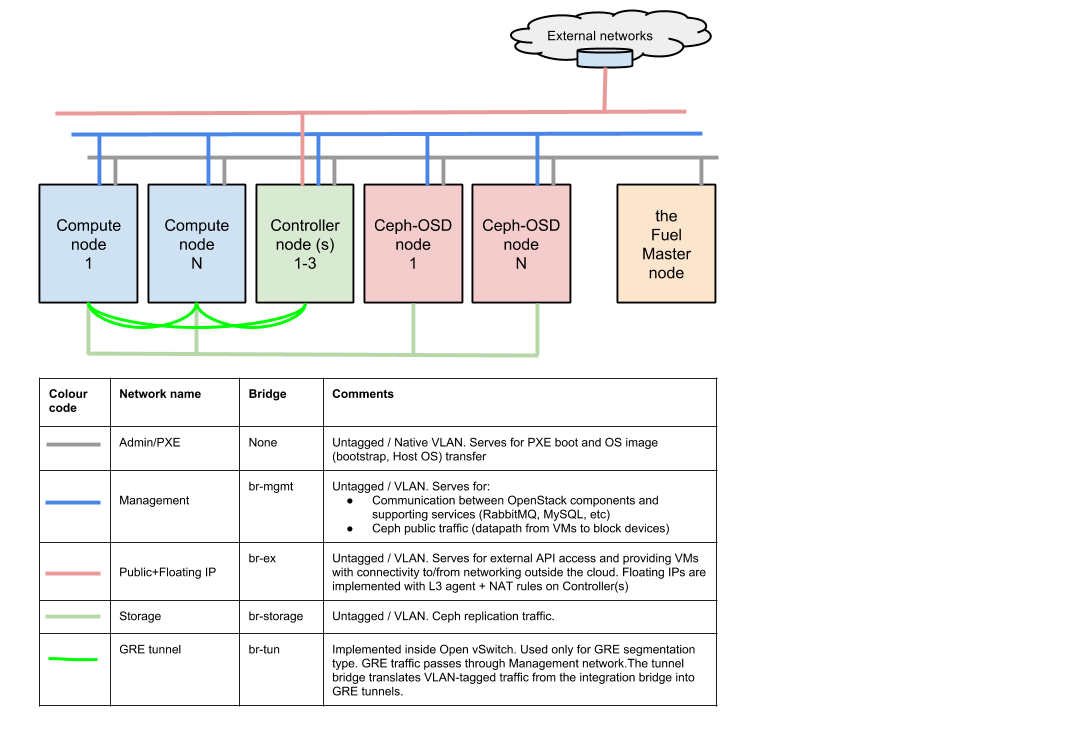 External networks
Compute
node
1
Compute
node
N
Controller
node (s)
1-3
Ceph-OSD
node
1
Ceph-OSD
node
N
the
Fuel
Master
node
Colour
code
Network name
Bridge
Comments
Admin/PXE
None
Untagged / Native VLAN. Serves for PXE boot and OS image
(bootstrap, Host OS) transfer
Management
br-mgmt
Untagged / VLAN. Serves for:
● Communication between OpenStack components and
supporting services (RabbitMQ, MySQL, etc)
● Ceph public traffic (datapath from VMs to block devices)
Public+Floating IP
br-ex
Untagged / VLAN. Serves for external API access and providing VMs
with connectivity to/from networking outside the cloud. Floating IPs are
implemented with L3 agent + NAT rules on Controller(s)
Storage
br-storage
Untagged / VLAN. Ceph replication traffic.
GRE tunnel
br-tun
Implemented inside Open vSwitch. Used only for GRE segmentation
type. GRE traffic passes through Management network.The tunnel
bridge translates VLAN-tagged traffic from the integration bridge into
GRE tunnels.